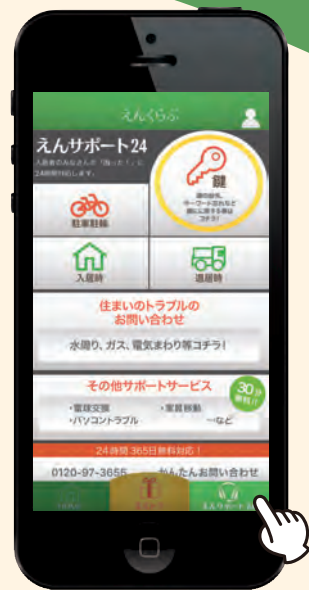 えんくらぶ
えんサポート24
入居者のみなさんの「困った!」に
24時間対応します。
鍵
鍵の紛失、
キーワード忘れなど
鍵に関する事は
コチラ!
駐車駐輪
入居時
退居時
住まいのトラブルの
お問い合わせ
水周り、ガス、電気まわり等コチラ!
その他サポートサービス
30分
無料!!
・電球交換
・家具移動
・パソコントラブル
…など
24時間365日無料対応!
0120-97-3655
かんたんお問い合わせ
えんサポート24